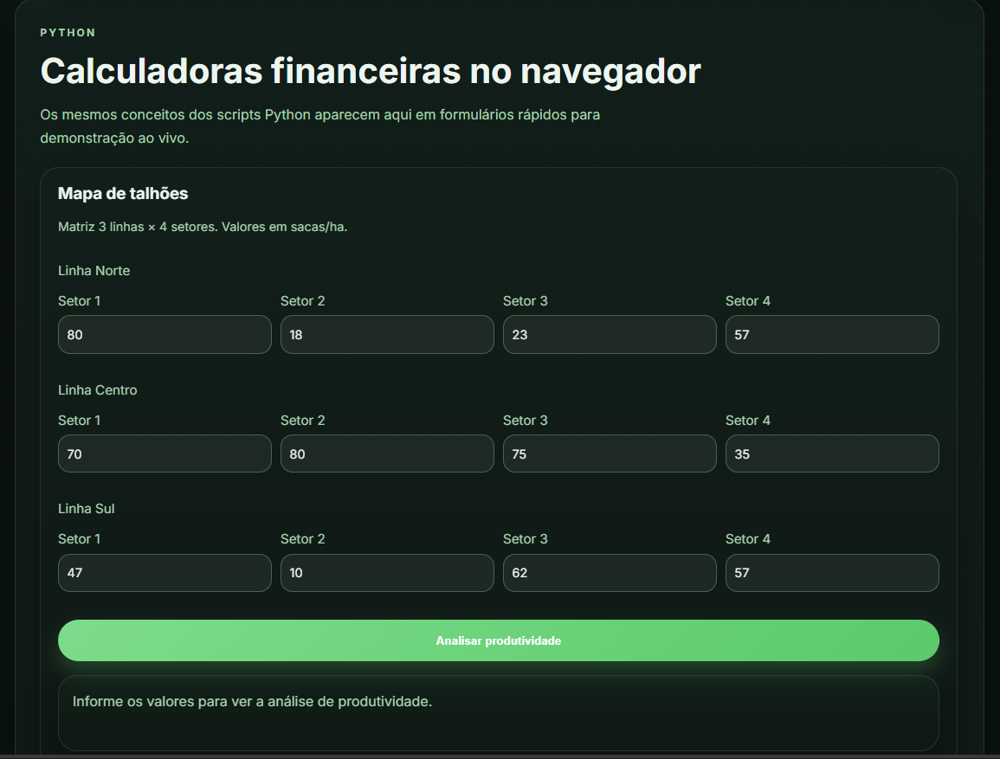 PYTHON
Calculadoras financeiras no navegador
Os mesmos conceitos dos scripts Python aparecem aqui em formulários rápidos para
demonstração ao vivo.
Mapa de talhões
Matriz 3 linhas × 4 setores. Valores em sacas/ha.
Linha Norte
Setor 1 Setor 2 Setor 3 Setor 4
80 18 23 57
Linha Centro
Setor 1 Setor 2 Setor 3 Setor 4
70 80 75 35
Linha Sul
Setor 1 Setor 2 Setor 3 Setor 4
47 10 62 57
Analisar produtividade
Informe os valores para ver a análise de produtividade.